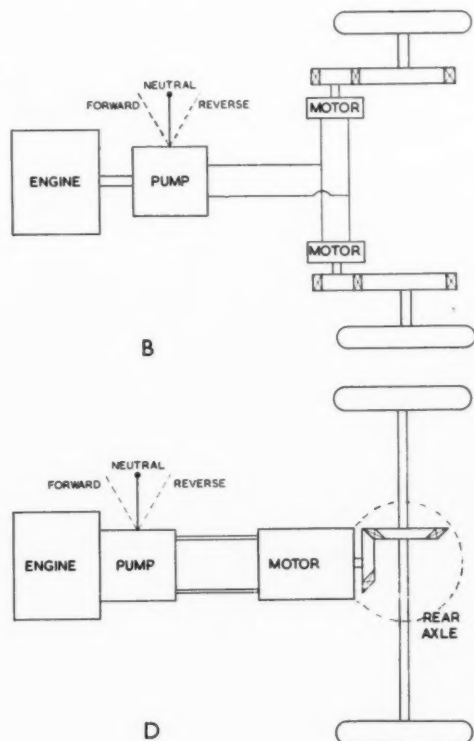 NEUTRAL
FORWARD REVERSE
MOTOR
ENGINE PUMP
MOTOR
B
NEUTRAL
FORWARD REVERSE
ENGINE PUMP MOTOR
REAR
AXLE
D